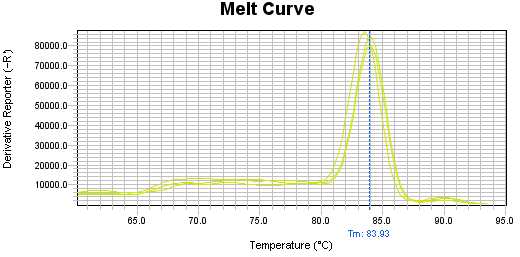 Melt Curve
Derivative Reporter (−R')
80000.0
70000.0
60000.0
50000.0
40000.0
30000.0
20000.0
10000.0
65.0 70.0 75.0 80.0 85.0 90.0 95.0
Tm: 83.93
Temperature (°C)